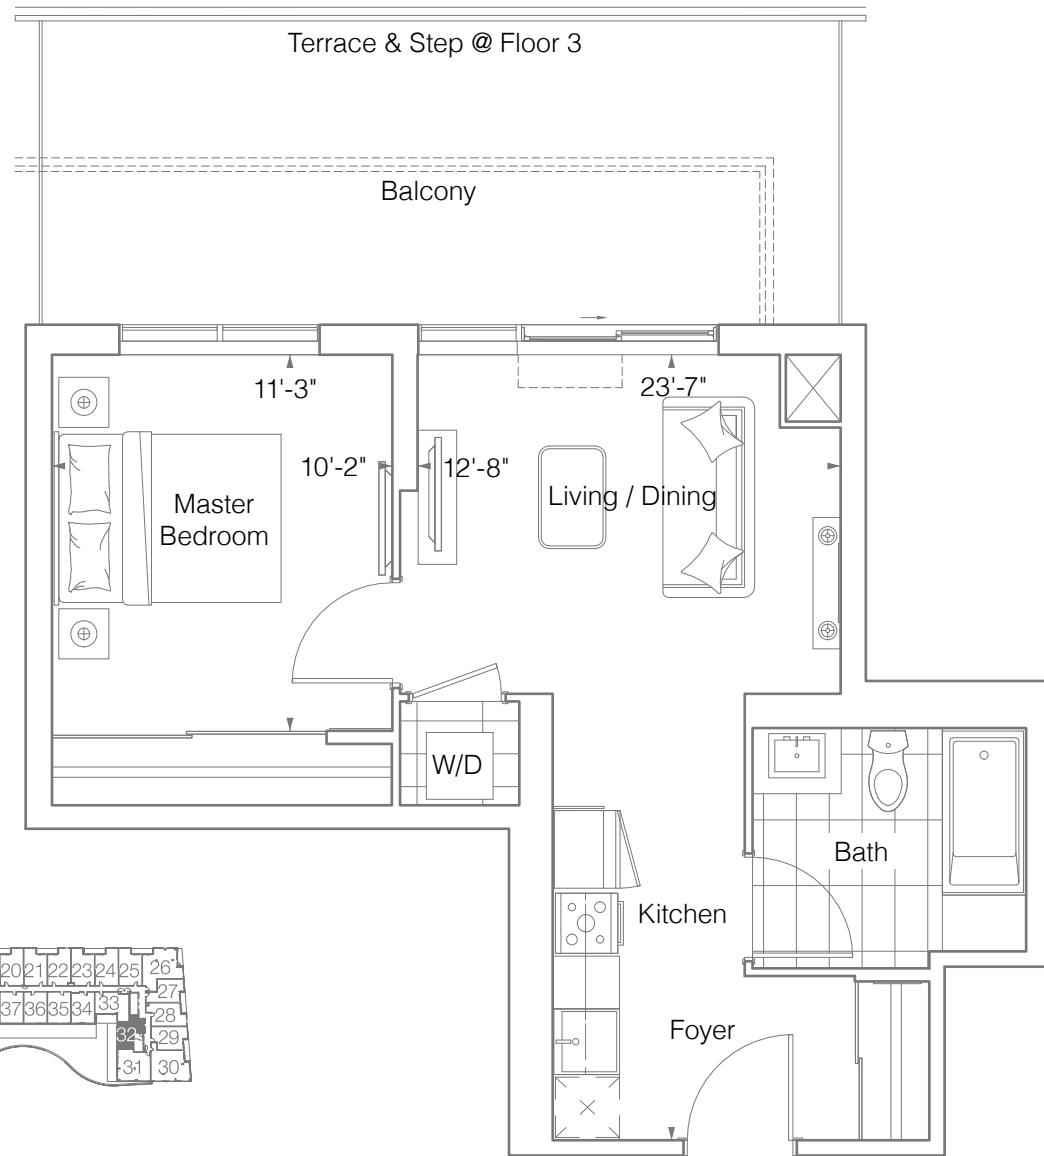 Terrace & Step @ Floor 3
Balcony
11'-3"
23'-7"
10'-2"
12'-8"
Master
Bedroom
Living / Dining
W/D
Bath
Kitchen
Foyer
20 21 22 23 24 25 26
27
37 36 35 34 33
28
32
29
31 30